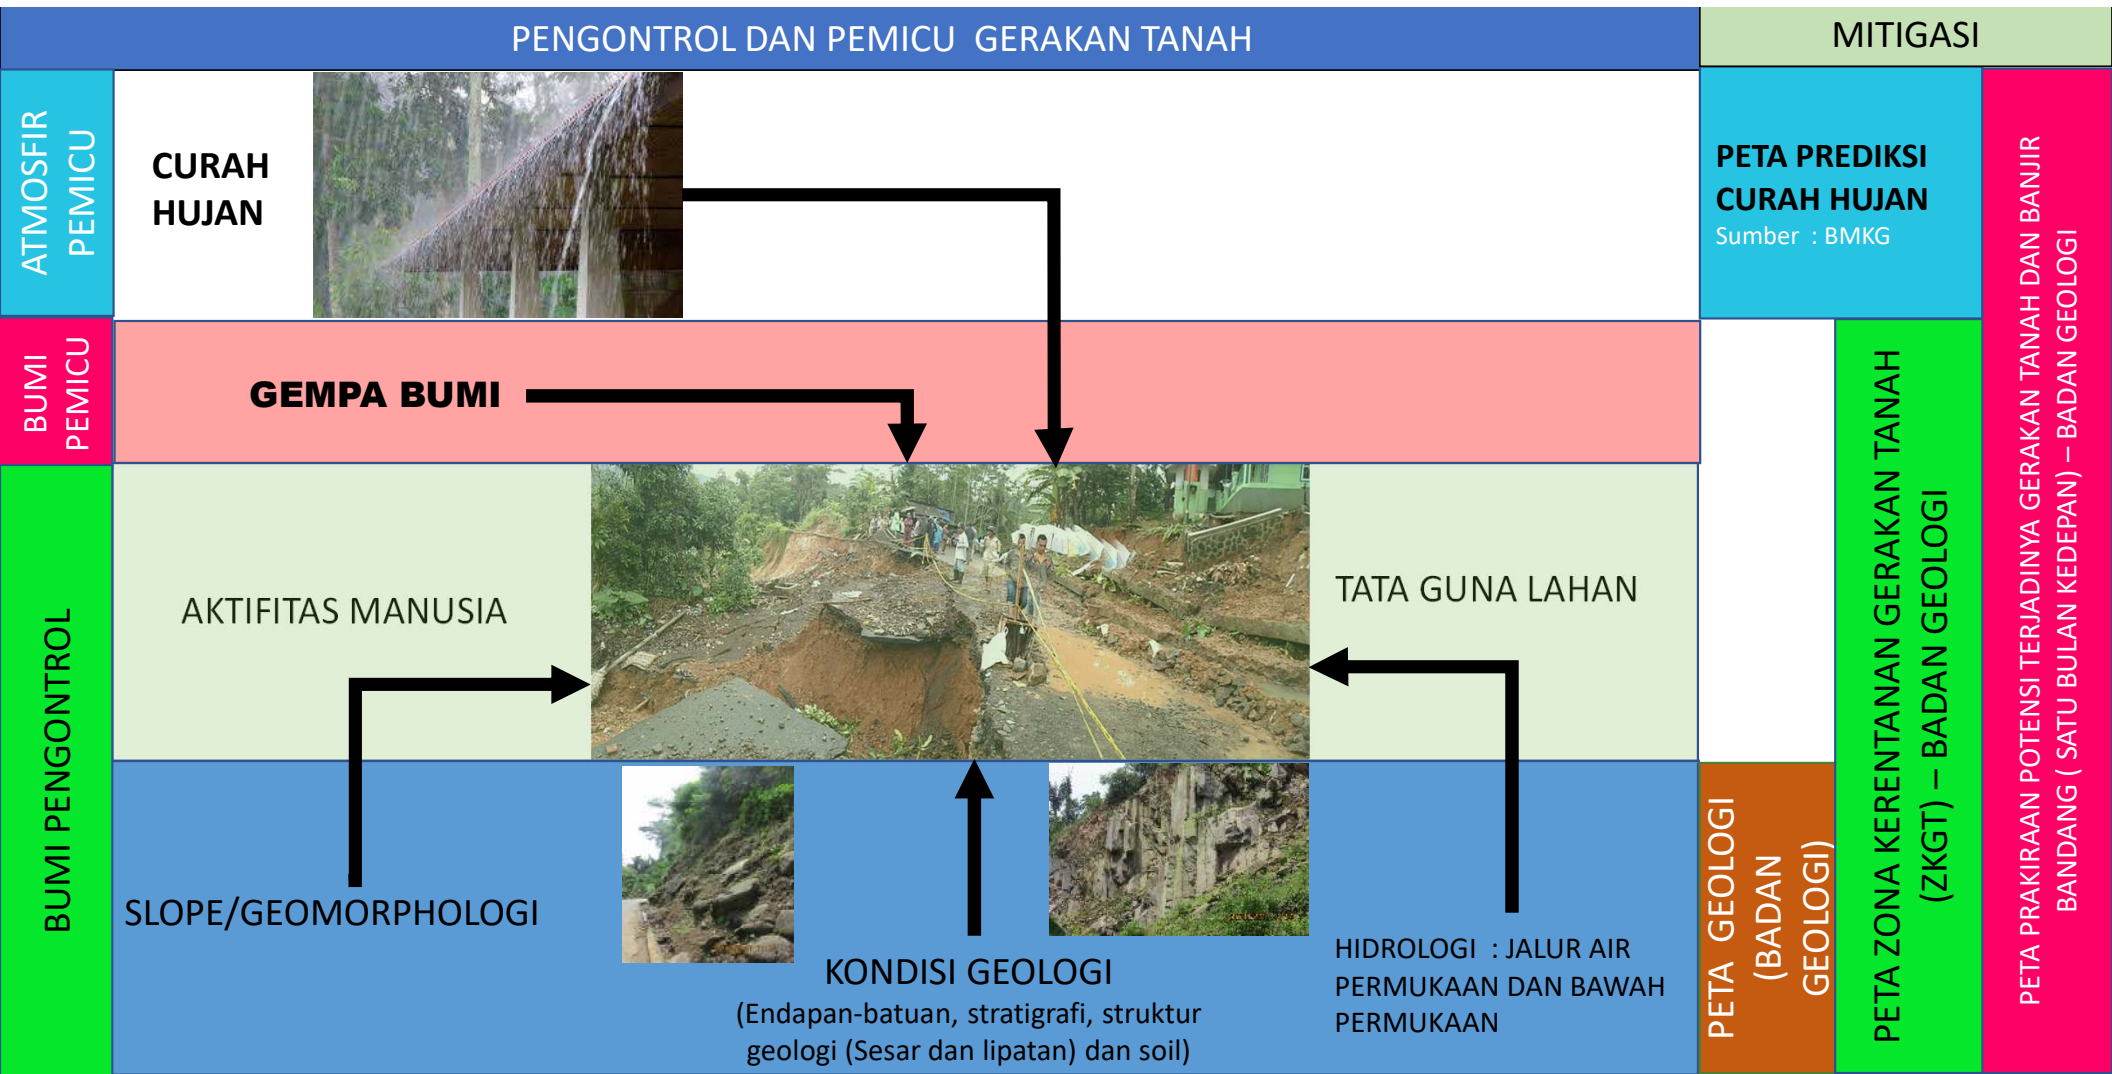 PENGONTROL DAN PEMICU GERAKAN TANAH
MITIGASI
ATMOSFIR
PEMICU
CURAH
HUJAN
PETA PREDIKSI
CURAH HUJAN
Sumber : BMKG
BUMI
PEMICU
GEMPA BUMI
BUMI PENGONTROL
AKTIFITAS MANUSIA
TATA GUNA LAHAN
SLOPE/GEOMORPHOLOGI
KONDISI GEOLOGI
(Endapan-batuan, stratigrafi, struktur
geologi (Sesar dan lipatan) dan soil)
HIDROLOGI : JALUR AIR
PERMUKAAN DAN BAWAH
PERMUKAAN
PETA GEOLOGI
(BADAN
GEOLOGI)
PETA ZONA KERENTANAN GERAKAN TANAH
(ZKGT) – BADAN GEOLOGI
PETA PRAKIRAAN POTENSI TERJADINYA GERAKAN TANAH DAN BANJIR
BANDANG ( SATU BULAN KEDEPAN) – BADAN GEOLOGI